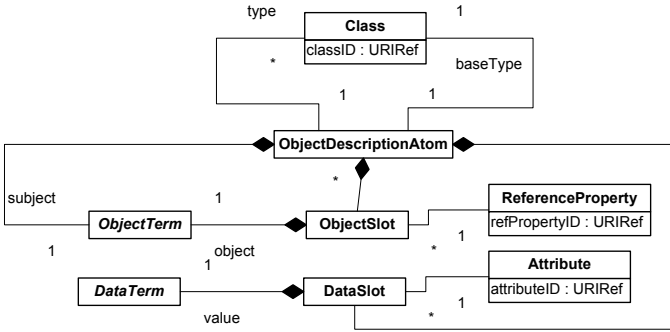 type
1
Class
classID : URIRef
*
baseType
1
1
ObjectDescriptionAtom
*
subject
1
ReferenceProperty
refPropertyID : URIRef
ObjectTerm
ObjectSlot
1
object
*
1
1
Attribute
attributeID : URIRef
DataTerm
DataSlot
1
value
*